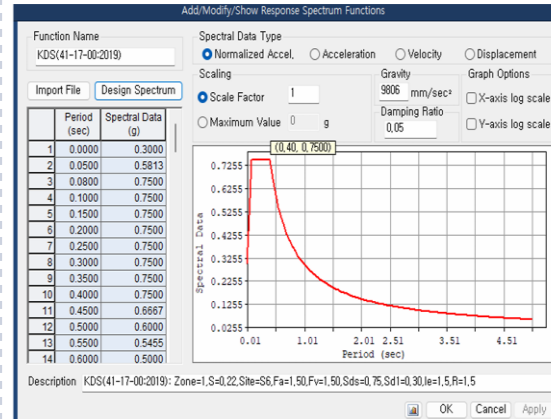 Add/Modify/Show Response Spectrum Functions
Function Name
KDS(41-17-00:2019)
Import File
Design Spectrum
Spectral Data Type
Normalized Accel. Acceleration Velocity Displacement
Scaling
Scale Factor 1
Maximum Value 0 g
Gravity
9806 mm/sec²
Damping Ratio
0.05
Graph Options
X-axis log scale
Y-axis log scale
Period (sec) Spectral Data (g)
1 0.0000 0.3000
2 0.0500 0.5813
3 0.0800 0.7500
4 0.1000 0.7500
5 0.1500 0.7500
6 0.2000 0.7500
7 0.2500 0.7500
8 0.3000 0.7500
9 0.3500 0.7500
10 0.4000 0.7500
11 0.4500 0.6667
12 0.5000 0.6000
13 0.5500 0.5455
14 0.6000 0.5000
(0.40, 0.7500)
Spectral Data
0.7255
0.6255
0.5255
0.4255
0.3255
0.2255
0.1255
0.0255
0.01 1.01 2.01 2.51 3.51 4.51
Period (sec)
Description KDS(41-17-00:2019): Zone=1,S=0.22,Site=S6,Fa=1.50,Fv=1.50,Sds=0.75,Sd1=0.30,Ie=1.5,R=1.5
OK Cancel Apply